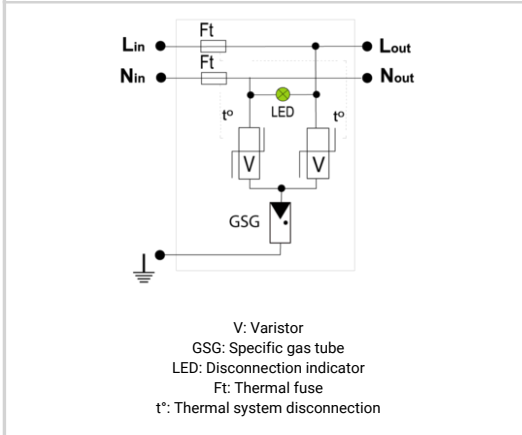 Ft
Lin Lout
Ft
Nin Nout
t° LED t°
V V
GSG
V: Varistor
GSG: Specific gas tube
LED: Disconnection indicator
Ft: Thermal fuse
t°: Thermal system disconnection